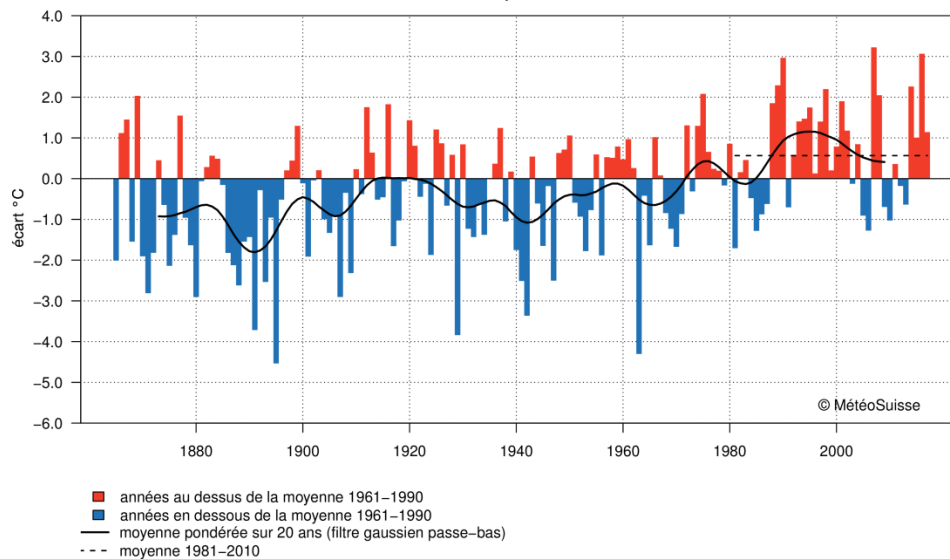 4.0
3.0
2.0
1.0
0.0
−1.0
−2.0
−3.0
−4.0
−5.0
−6.0
écart °C
© MétéoSuisse
1880 1900 1920 1940 1960 1980 2000
années au dessus de la moyenne 1961−1990
années en dessous de la moyenne 1961−1990
moyenne pondérée sur 20 ans (filtre gaussien passe−bas)
moyenne 1981−2010